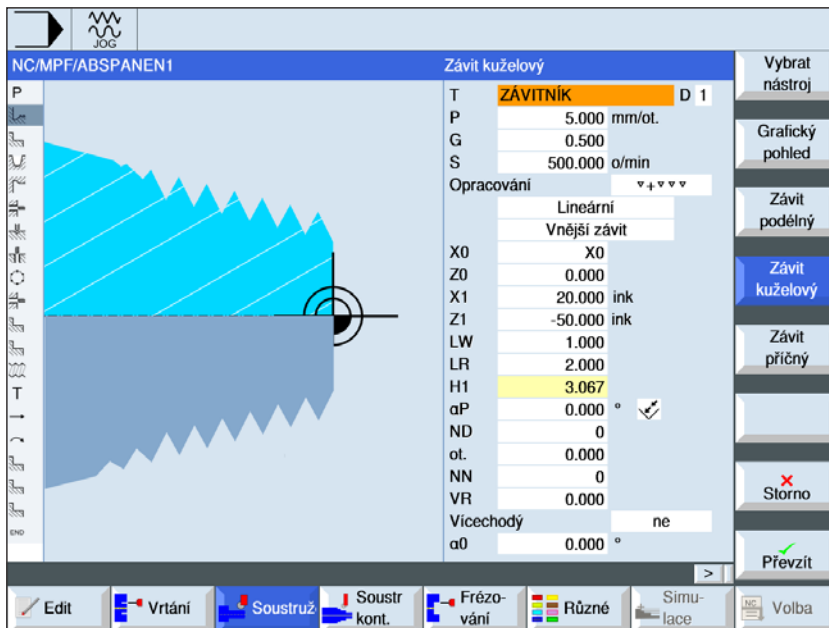 JOG
NC/MPF/ABSPANEN1
Závit kuželový
P
T
END
T ZÁVITNÍK D 1
P 5.000 mm/ot.
G 0.500
S 500.000 o/min
Opracování ▿+▿▿▿
Lineární
Vnější závit
X0 X0
Z0 0.000
X1 20.000 ink
Z1 -50.000 ink
LW 1.000
LR 2.000
H1 3.067
αP 0.000 °
ND 0
ot. 0.000
NN 0
VR 0.000
Vícechodý ne
α0 0.000 °
>
Vybrat
nástroj
Grafický
pohled
Závit
podélný
Závit
kuželový
Závit
příčný
Storno
Převzít
Edit
Vrtání
Soustruž
Soustr
kont.
Frézo-
vání
Různé
Simu-
lace
NC
Volba